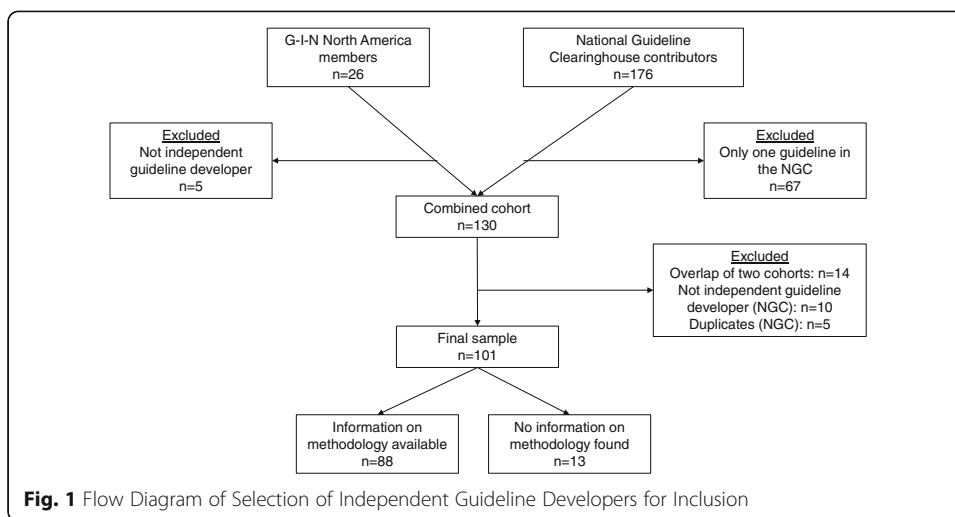 G-I-N North America
members
n=26
National Guideline
Clearinghouse contributors
n=176
Excluded
Not independent
guideline developer
n=5
Excluded
Only one guideline in
the NGC
n=67
Combined cohort
n=130
Excluded
Overlap of two cohorts: n=14
Not independent guideline
developer (NGC): n=10
Duplicates (NGC): n=5
Final sample
n=101
Information on
methodology available
n=88
No information on
methodology found
n=13
Fig. 1 Flow Diagram of Selection of Independent Guideline Developers for Inclusion